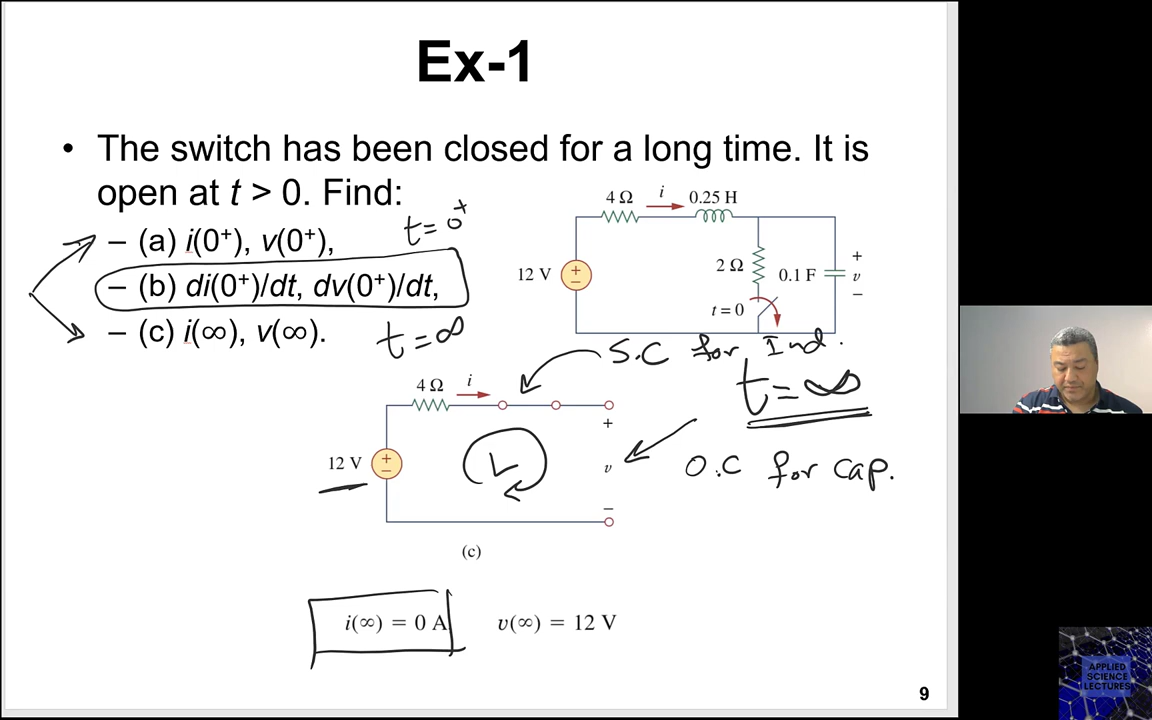 Ex-1
• The switch has been closed for a long time. It is
open at t > 0. Find:
– (a) i(0⁺), v(0⁺),
t = 0⁺
– (b) di(0⁺)/dt, dv(0⁺)/dt,
– (c) i(∞), v(∞).
t = ∞
4 Ω
i
0.25 H
12 V
+
−
2 Ω
0.1 F
+
v
−
t = 0
S.C for Ind.
t = ∞
O.C for cap.
4 Ω
i
12 V
+
−
L
+
v
−
(c)
i(∞) = 0 A
v(∞) = 12 V
9
APPLIED
SCIENCE
LECTURES